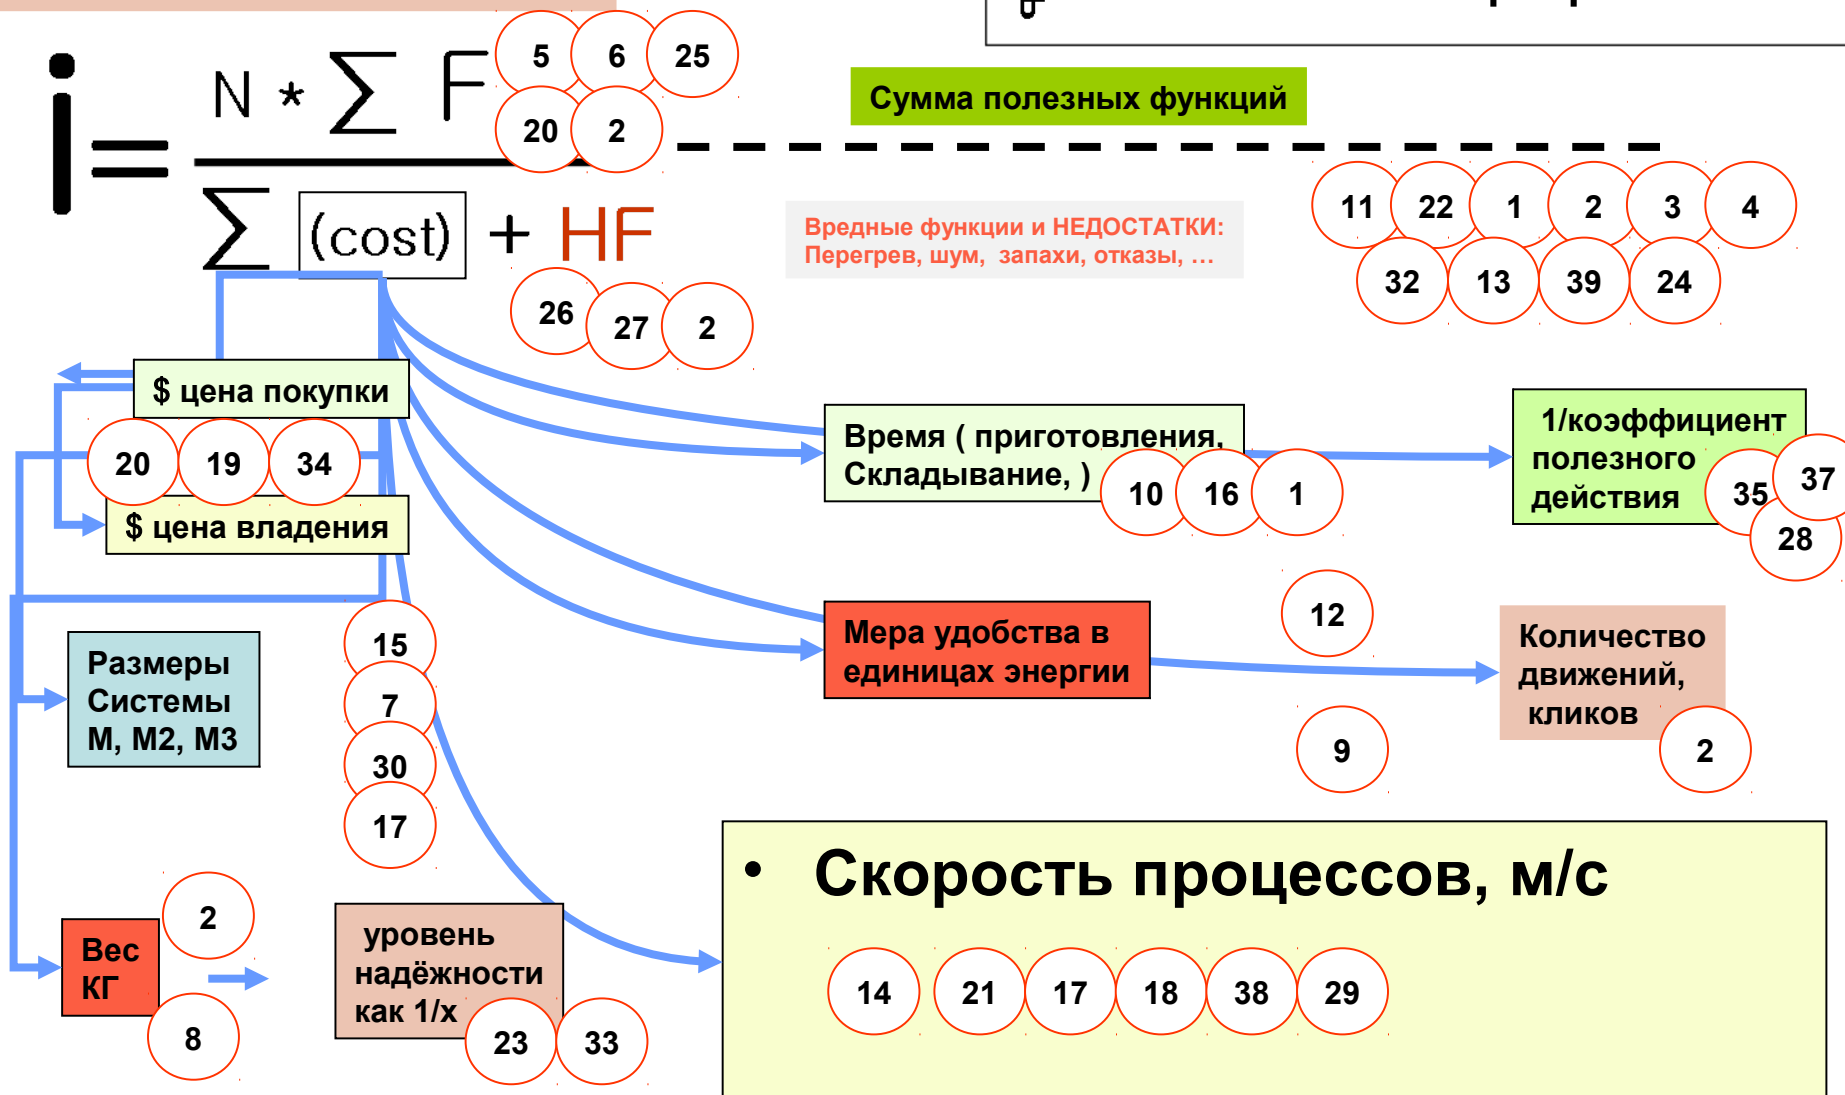 i = N * ∑ F
∑ (cost) + HF
5 6 25
20 2
Сумма полезных функций
Вредные функции и НЕДОСТАТКИ:
Перегрев, шум, запахи, отказы, …
11 22 1 2 3 4
32 13 39 24
26 27 2
$ цена покупки
20 19 34
$ цена владения
Время ( приготовления,
Складывание, )
10 16 1
1/коэффициент
полезного
действия
35 37
28
Размеры
Системы
М, М2, М3
15
7
30
17
Мера удобства в
единицах энергии
12
9
Количество
движений,
кликов
2
Вес
КГ
2
8
уровень
надёжности
как 1/х
23 33
• Скорость процессов, м/с
14 21 17 18 38 29